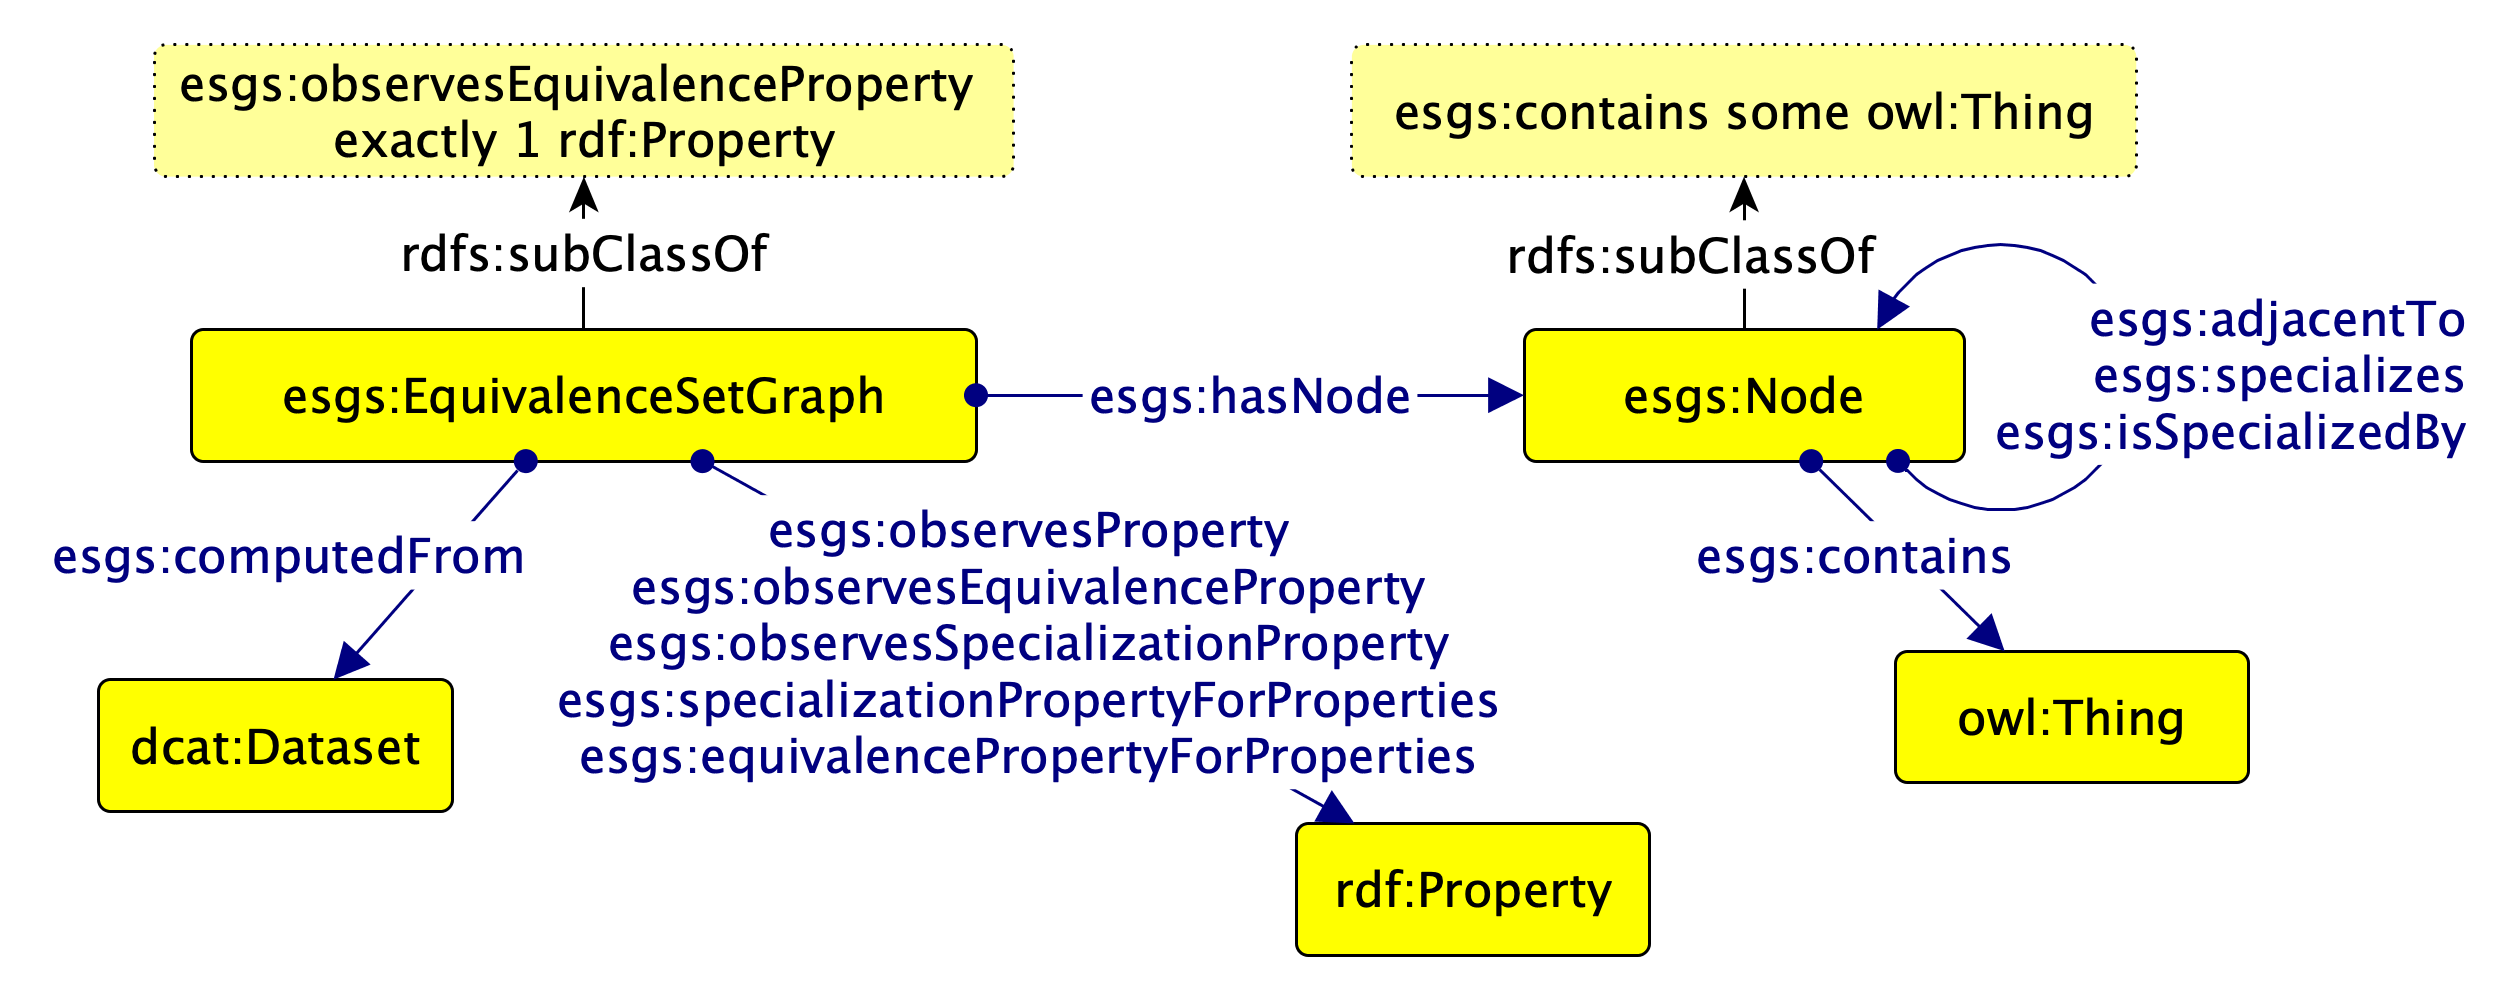 esgs:observesEquivalenceProperty
exactly 1 rdf:Property
esgs:contains some owl:Thing
rdfs:subClassOf
rdfs:subClassOf
esgs:EquivalenceSetGraph
esgs:hasNode
esgs:Node
esgs:adjacentTo
esgs:specializes
esgs:isSpecializedBy
esgs:computedFrom
esgs:observesProperty
esgs:observesEquivalenceProperty
esgs:observesSpecializationProperty
esgs:specializationPropertyForProperties
esgs:equivalencePropertyForProperties
esgs:contains
dcat:Dataset
owl:Thing
rdf:Property